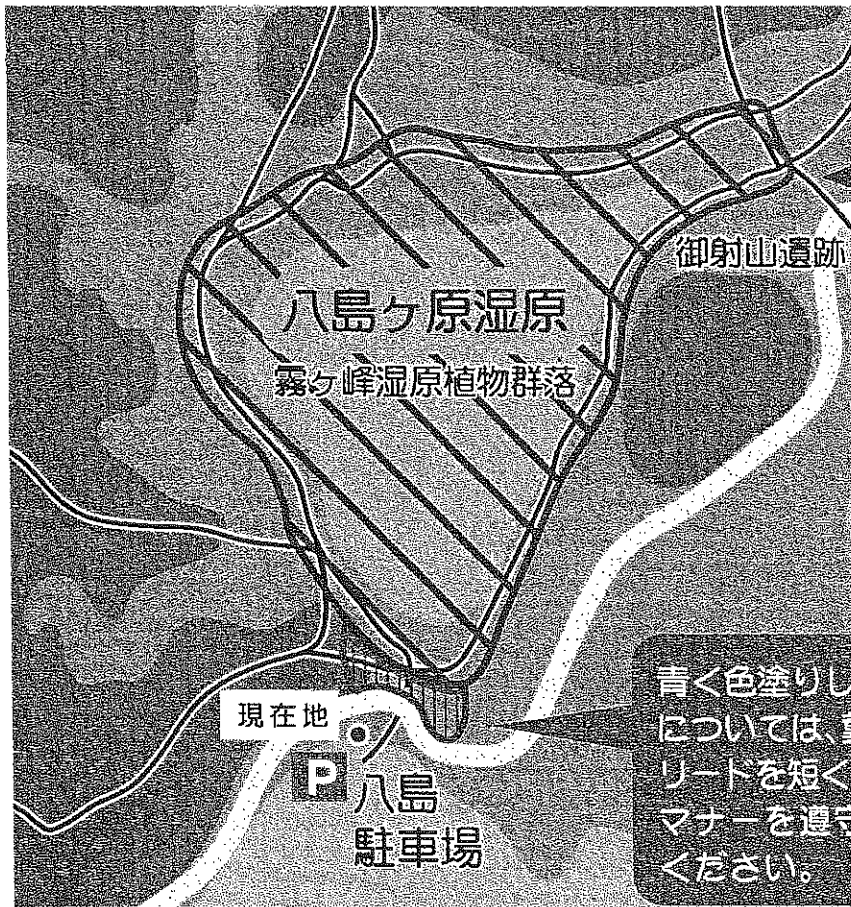 御射山遺跡
八島ヶ原湿原
霧ヶ峰湿原植物群落
現在地
P
八島
駐車場
青く色塗りし
については、
リードを短く
マナーを遵守
ください。